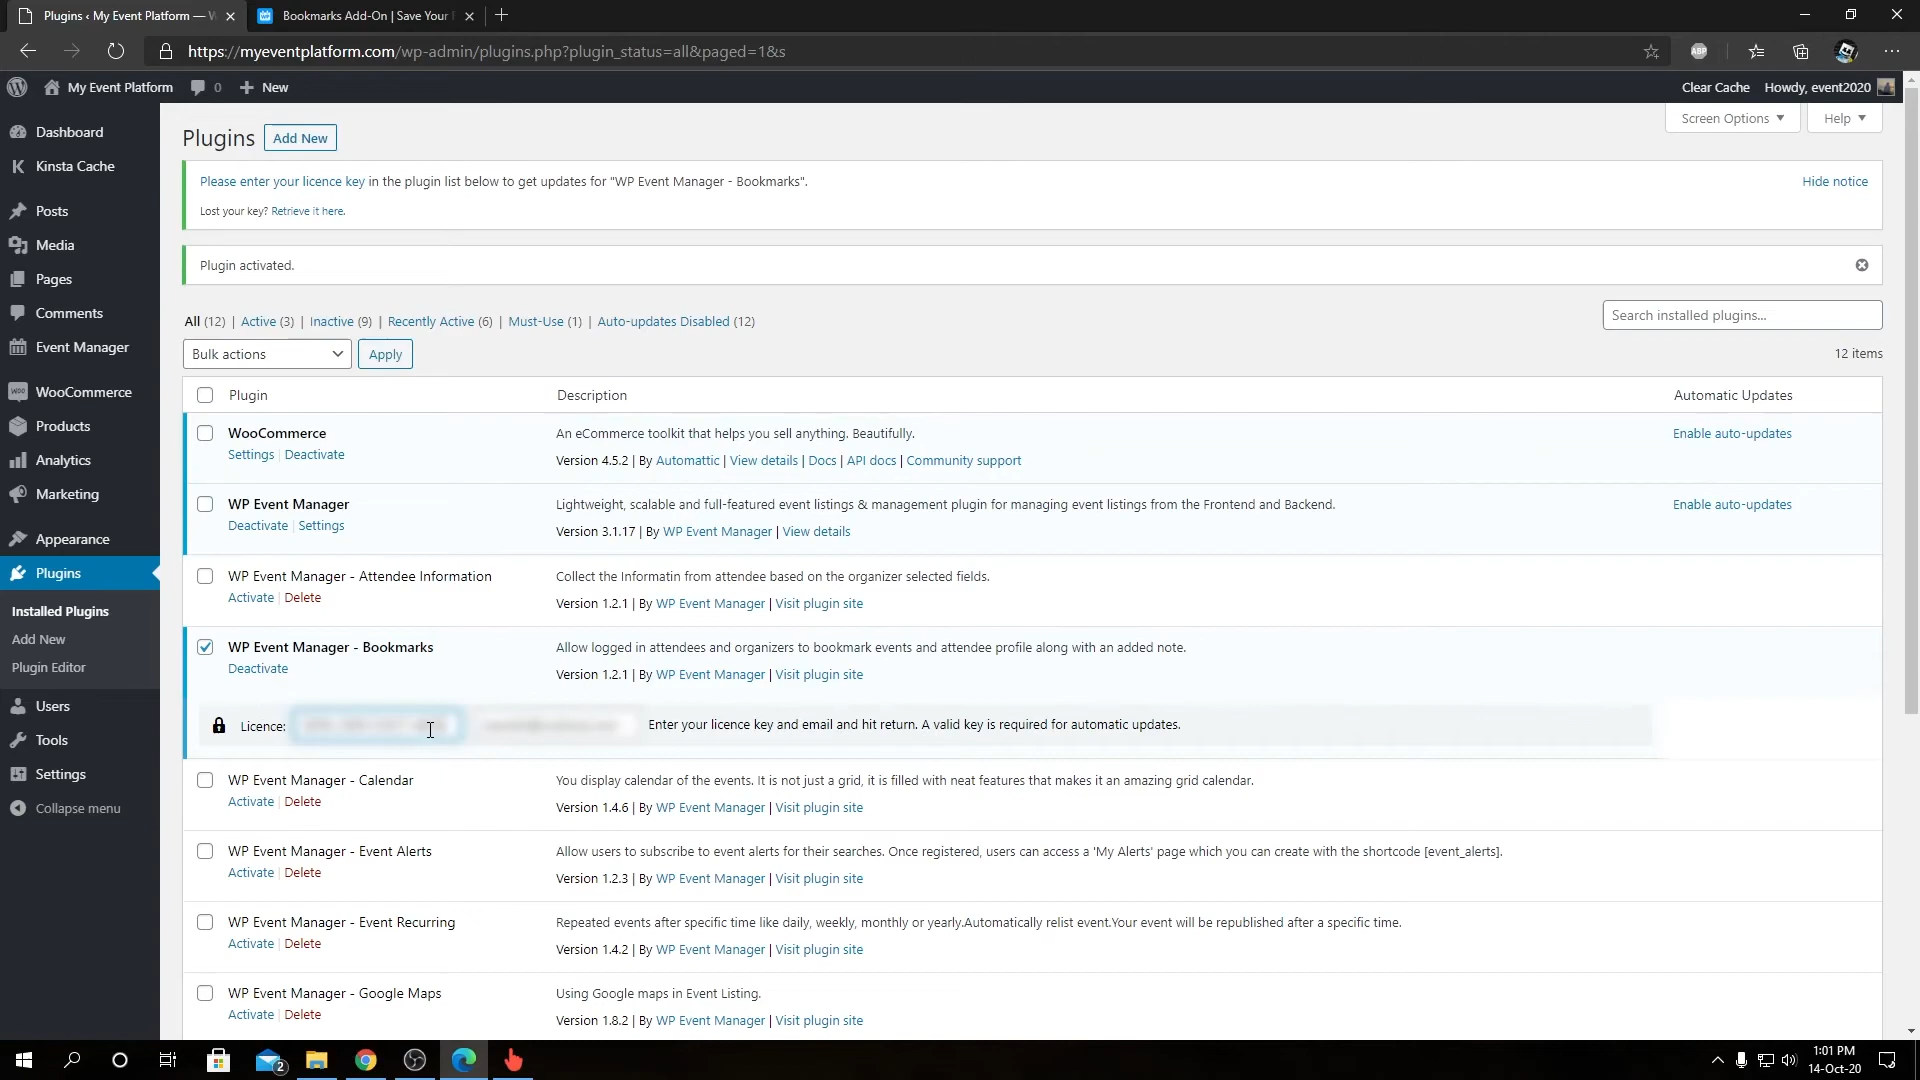 Plugins ‹ My Event Platform — W
Bookmarks Add-On | Save Your F
https://myeventplatform.com/wp-admin/plugins.php?plugin_status=all&paged=1&s
ABP
My Event Platform
0
New
Clear Cache
Howdy, event2020
Dashboard
Kinsta Cache
Posts
Media
Pages
Comments
Event Manager
WooCommerce
Products
Analytics
Marketing
Appearance
Plugins
Installed Plugins
Add New
Plugin Editor
Users
Tools
Settings
Collapse menu
Screen Options
Help
Plugins
Add New
Please enter your licence key in the plugin list below to get updates for "WP Event Manager - Bookmarks".
Hide notice
Lost your key? Retrieve it here.
Plugin activated.
All (12) | Active (3) | Inactive (9) | Recently Active (6) | Must-Use (1) | Auto-updates Disabled (12)
Search installed plugins...
Bulk actions
Apply
12 items
Plugin
Description
Automatic Updates
WooCommerce
An eCommerce toolkit that helps you sell anything. Beautifully.
Enable auto-updates
Settings | Deactivate
Version 4.5.2 | By Automattic | View details | Docs | API docs | Community support
WP Event Manager
Lightweight, scalable and full-featured event listings & management plugin for managing event listings from the Frontend and Backend.
Enable auto-updates
Deactivate | Settings
Version 3.1.17 | By WP Event Manager | View details
WP Event Manager - Attendee Information
Collect the Informatin from attendee based on the organizer selected fields.
Activate | Delete
Version 1.2.1 | By WP Event Manager | Visit plugin site
WP Event Manager - Bookmarks
Allow logged in attendees and organizers to bookmark events and attendee profile along with an added note.
Deactivate
Version 1.2.1 | By WP Event Manager | Visit plugin site
Licence:
Enter your licence key and email and hit return. A valid key is required for automatic updates.
WP Event Manager - Calendar
You display calendar of the events. It is not just a grid, it is filled with neat features that makes it an amazing grid calendar.
Activate | Delete
Version 1.4.6 | By WP Event Manager | Visit plugin site
WP Event Manager - Event Alerts
Allow users to subscribe to event alerts for their searches. Once registered, users can access a 'My Alerts' page which you can create with the shortcode [event_alerts].
Activate | Delete
Version 1.2.3 | By WP Event Manager | Visit plugin site
WP Event Manager - Event Recurring
Repeated events after specific time like daily, weekly, monthly or yearly.Automatically relist event.Your event will be republished after a specific time.
Activate | Delete
Version 1.4.2 | By WP Event Manager | Visit plugin site
WP Event Manager - Google Maps
Using Google maps in Event Listing.
Activate | Delete
Version 1.8.2 | By WP Event Manager | Visit plugin site
2
1:01 PM
14-Oct-20